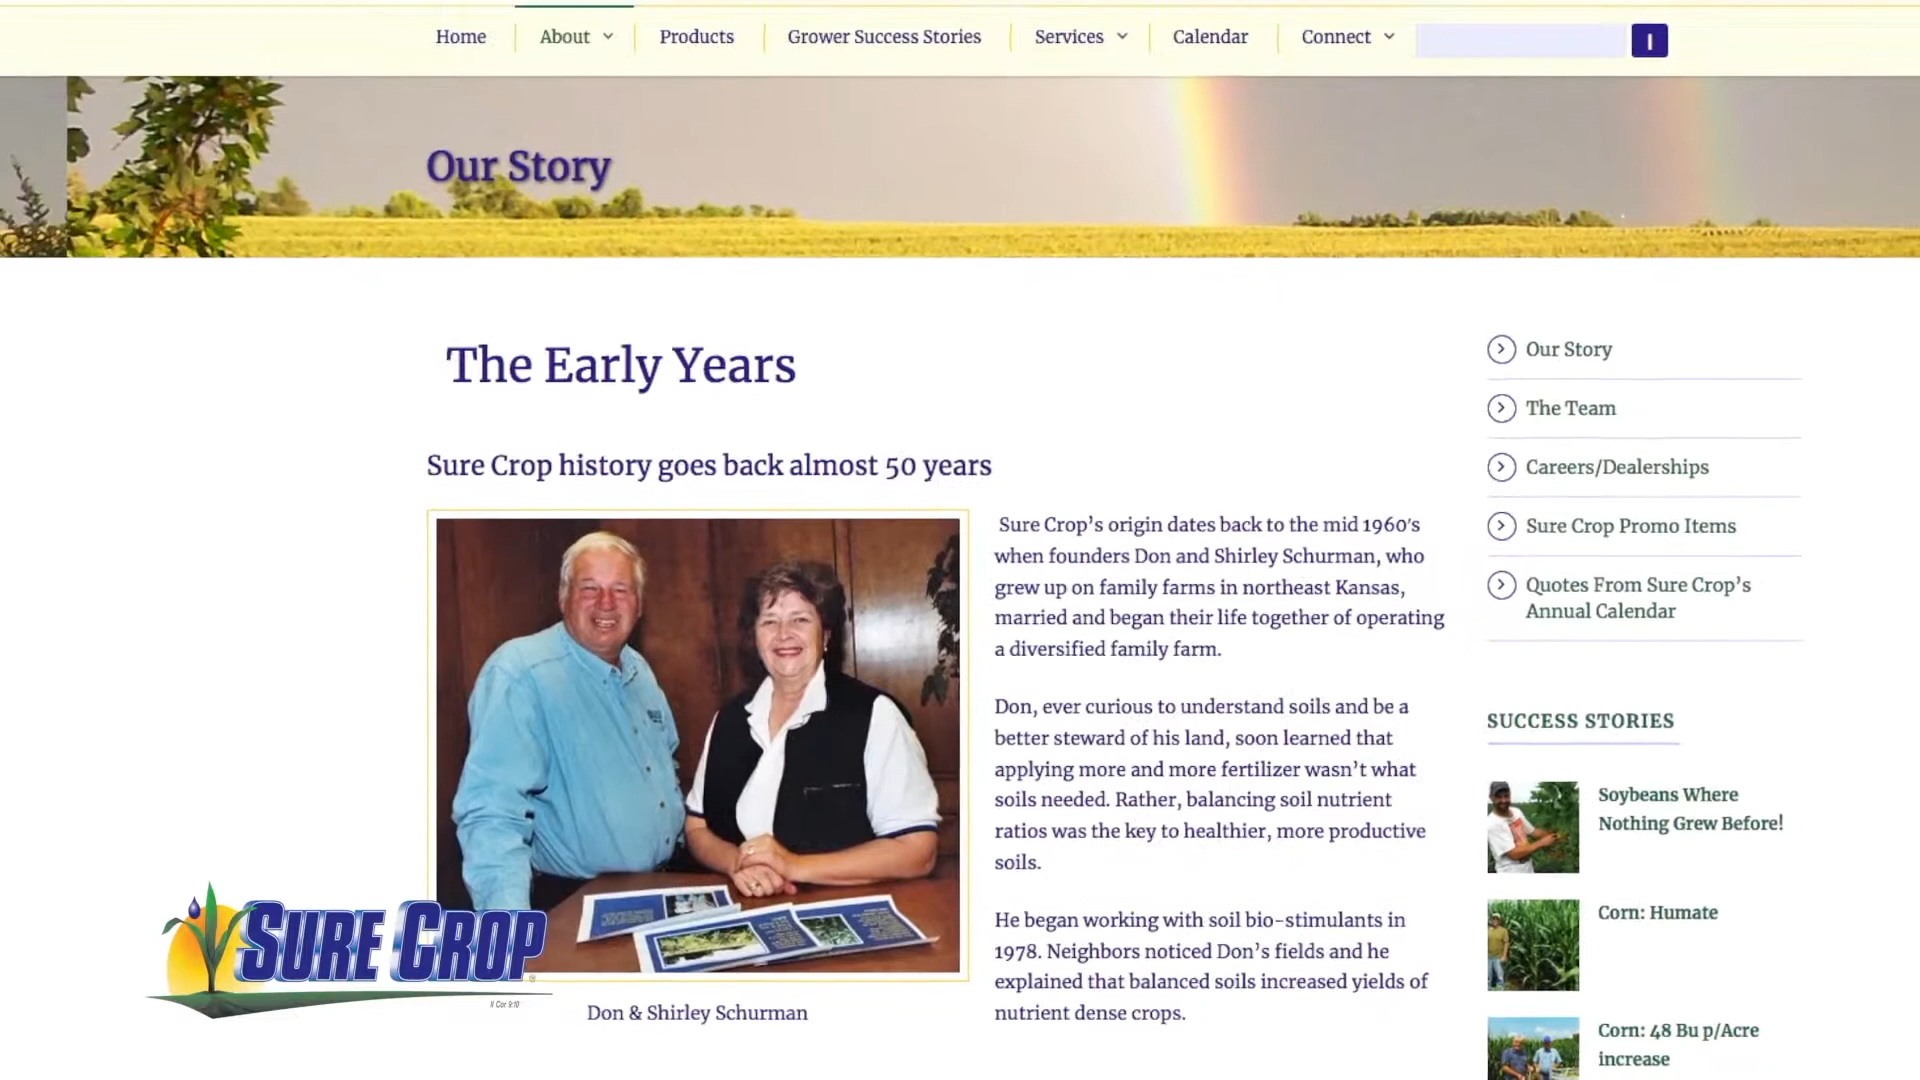 Home
About
Products
Grower Success Stories
Services
Calendar
Connect
Our Story
The Early Years
Sure Crop history goes back almost 50 years
Sure Crop's origin dates back to the mid 1960's
when founders Don and Shirley Schurman, who
grew up on family farms in northeast Kansas,
married and began their life together of operating
a diversified family farm.
Don, ever curious to understand soils and be a
better steward of his land, soon learned that
applying more and more fertilizer wasn't what
soils needed. Rather, balancing soil nutrient
ratios was the key to healthier, more productive
soils.
He began working with soil bio-stimulants in
1978. Neighbors noticed Don's fields and he
explained that balanced soils increased yields of
nutrient dense crops.
Don & Shirley Schurman
SURE CROP
II Cor 9:10
Our Story
The Team
Careers/Dealerships
Sure Crop Promo Items
Quotes From Sure Crop's
Annual Calendar
SUCCESS STORIES
Soybeans Where
Nothing Grew Before!
Corn: Humate
Corn: 48 Bu p/Acre
increase